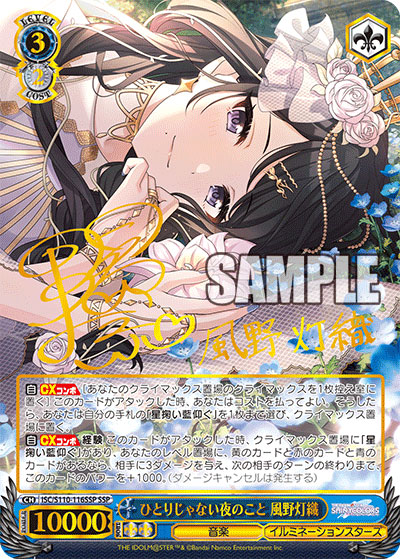 LEVEL
3
2
COST
SAMPLE
風野灯織
【自】 CXコンボ ［あなたのクライマックス置場のクライマックスを1枚控え室に
置く］ このカードがアタックした時、あなたはコストを払ってよい。そうした
ら、あなたは自分の手札の「星掬い藍仰ぐ」を1枚まで選び、クライマックス置
場に置く。
【自】 CXコンボ 経験 このカードがアタックした時、クライマックス置場に「星
掬い藍仰ぐ」があり、あなたのレベル置場に、黄のカードと赤のカードと青の
カードがあるなら、相手に3ダメージを与え、次の相手のターンの終わりまで、
このカードのパワーを＋1000。（ダメージキャンセルは発生する）
ISC/S110-116SSP SSP
10000
ひとりじゃない夜のこと 風野灯織
SHINYCOLORS
音楽
イルミネーションスターズ
THE IDOLM@STER™& ©Bandai Namco Entertainment Inc.